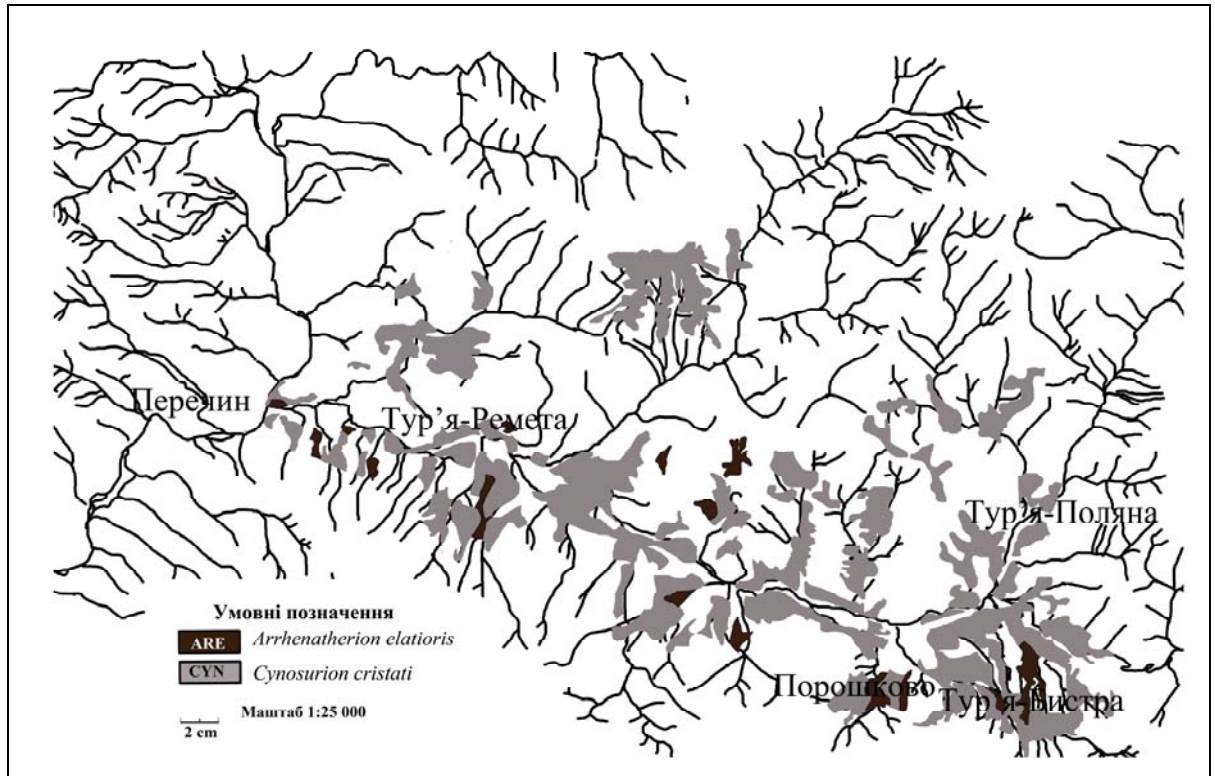 Перечин
Тур’я-Ремета
Тур’я-Поляна
Порошково
Тур’я-Бистра
Умовні позначення
ARE Arrhenatherion elatioris
CYN Cynosurion cristati
Маштаб 1:25 000
2 cm